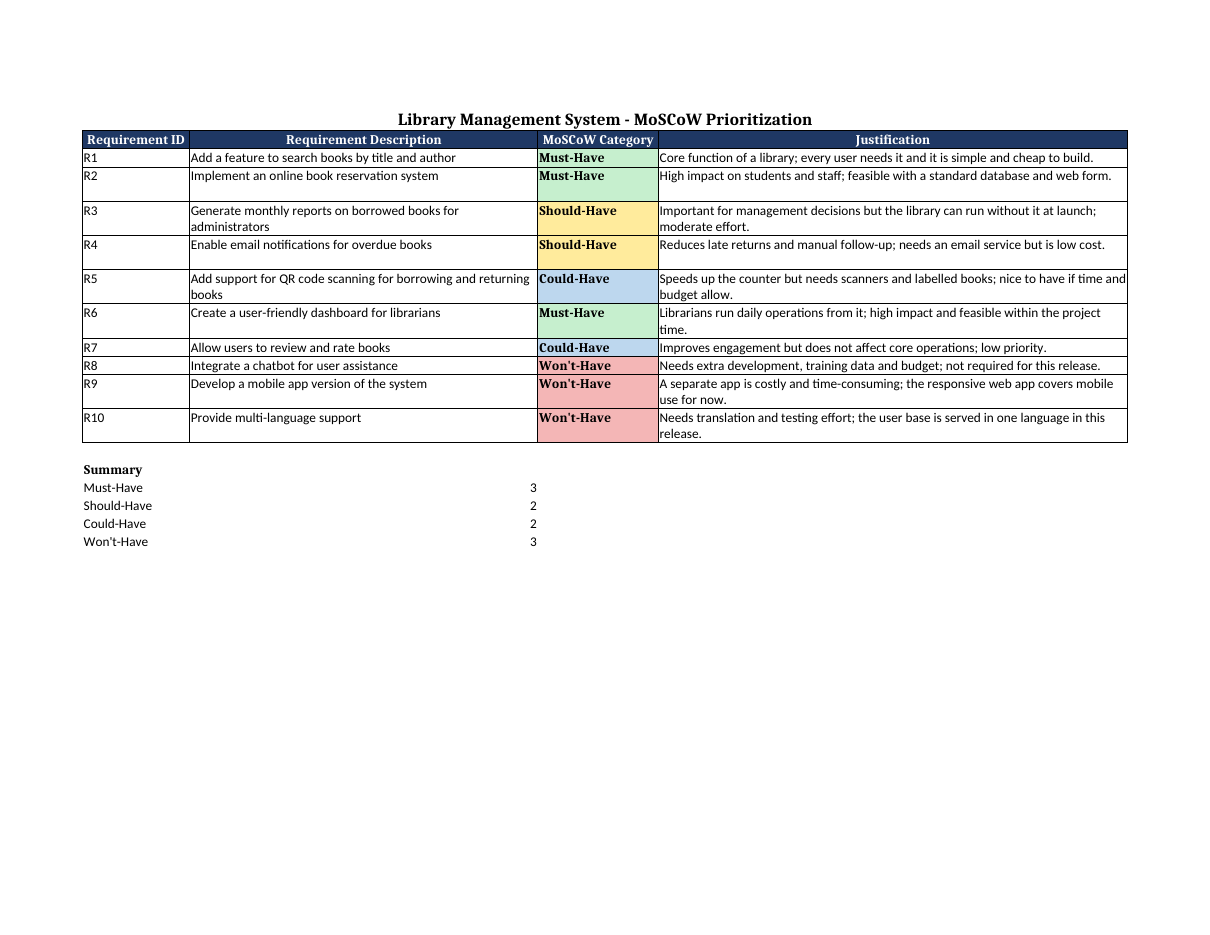 Library Management System - MoSCoW Prioritization
Requirement ID Requirement Description MoSCoW Category Justification
R1 Add a feature to search books by title and author Must-Have Core function of a library; every user needs it and it is simple and cheap to build.
R2 Implement an online book reservation system Must-Have High impact on students and staff; feasible with a standard database and web form.
R3 Generate monthly reports on borrowed books for Should-Have Important for management decisions but the library can run without it at launch;
administrators moderate effort.
R4 Enable email notifications for overdue books Should-Have Reduces late returns and manual follow-up; needs an email service but is low cost.
R5 Add support for QR code scanning for borrowing and returning Could-Have Speeds up the counter but needs scanners and labelled books; nice to have if time and
books budget allow.
R6 Create a user-friendly dashboard for librarians Must-Have Librarians run daily operations from it; high impact and feasible within the project
time.
R7 Allow users to review and rate books Could-Have Improves engagement but does not affect core operations; low priority.
R8 Integrate a chatbot for user assistance Won't-Have Needs extra development, training data and budget; not required for this release.
R9 Develop a mobile app version of the system Won't-Have A separate app is costly and time-consuming; the responsive web app covers mobile
use for now.
R10 Provide multi-language support Won't-Have Needs translation and testing effort; the user base is served in one language in this
release.
Summary
Must-Have 3
Should-Have 2
Could-Have 2
Won't-Have 3